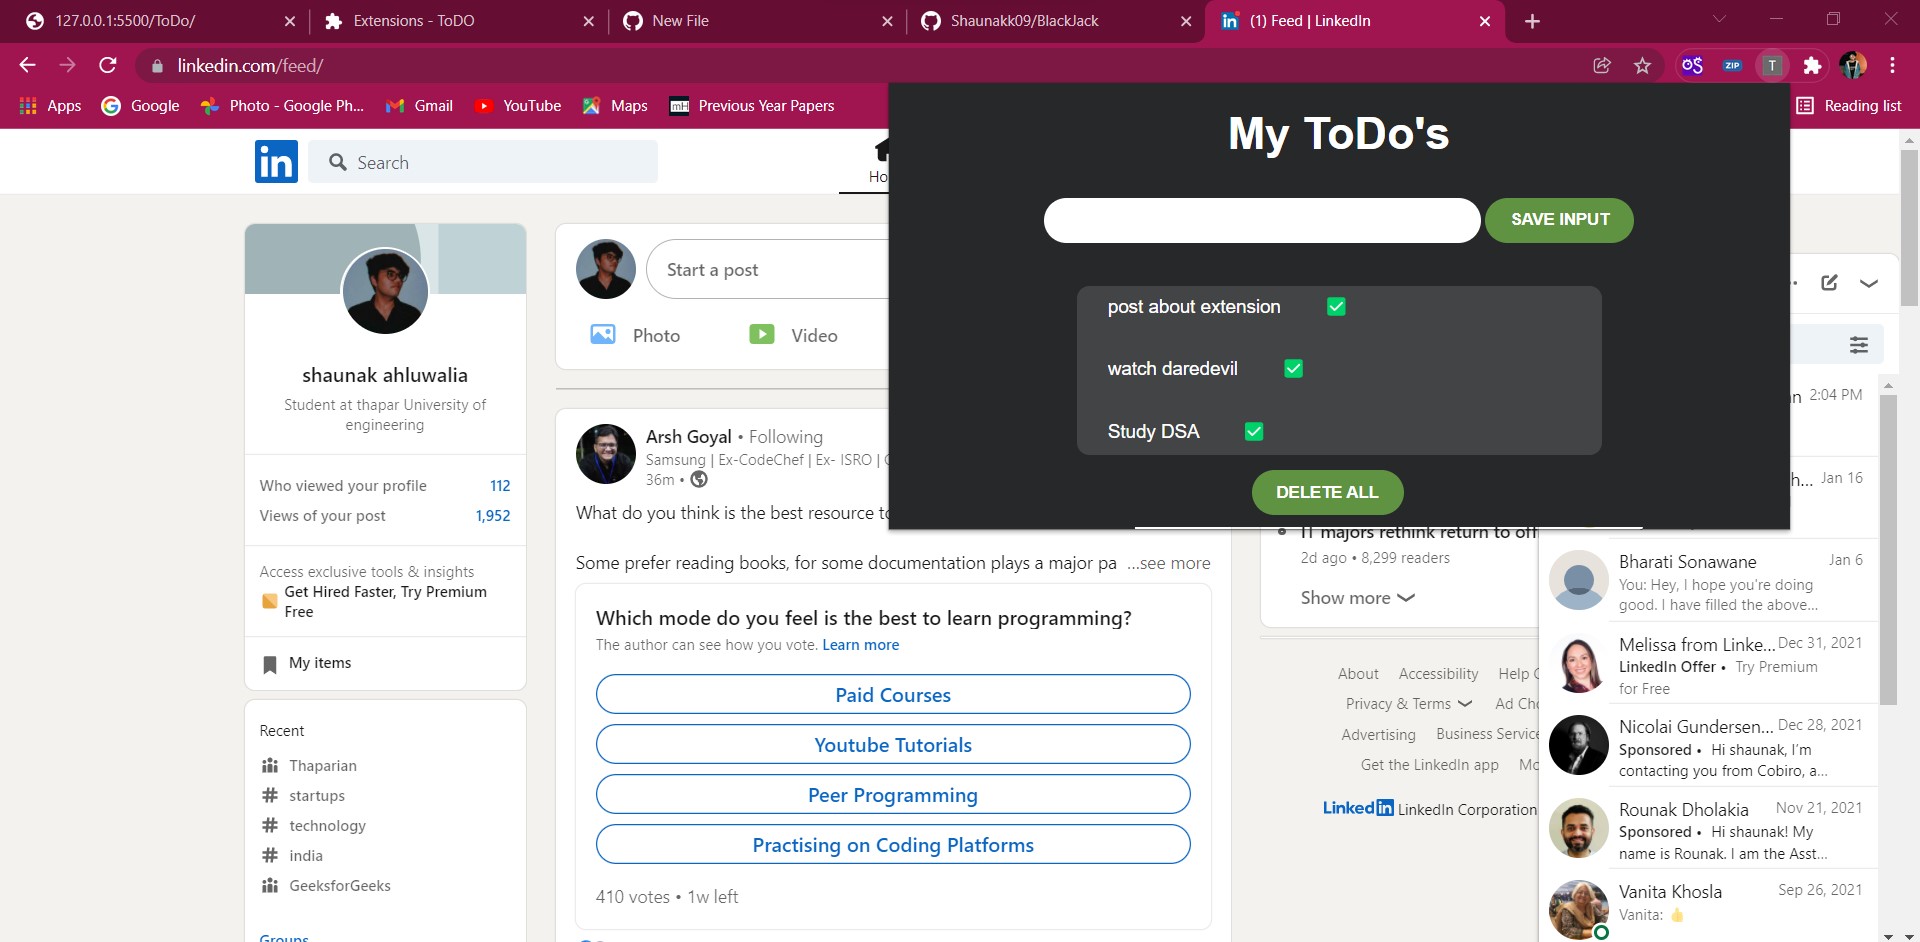 127.0.0.1:5500/ToDo/
Extensions - ToDO
New File
Shaunakk09/BlackJack
(1) Feed | LinkedIn
linkedin.com/feed/
ZIP
T
Apps
Google
Photo - Google Ph...
Gmail
YouTube
Maps
mH
Previous Year Papers
Reading list
in
Search
Ho
My ToDo's
SAVE INPUT
post about extension
watch daredevil
Study DSA
DELETE ALL
shaunak ahluwalia
Student at thapar University of
engineering
Who viewed your profile 112
Views of your post 1,952
Access exclusive tools & insights
Get Hired Faster, Try Premium
Free
My items
Recent
Thaparian
# startups
# technology
# india
GeeksforGeeks
Groups
Start a post
Photo
Video
Arsh Goyal • Following
Samsung | Ex-CodeChef | Ex- ISRO |
36m •
What do you think is the best resource to
Some prefer reading books, for some documentation plays a major pa ...see more
Which mode do you feel is the best to learn programming?
The author can see how you vote. Learn more
Paid Courses
Youtube Tutorials
Peer Programming
Practising on Coding Platforms
410 votes • 1w left
• IT majors rethink return to off
2d ago • 8,299 readers
Show more
About Accessibility Help
Privacy & Terms Ad Cho
Advertising Business Service
Get the LinkedIn app Mo
Linkedin LinkedIn Corporation
n 2:04 PM
h... Jan 16
Bharati Sonawane Jan 6
You: Hey, I hope you're doing
good. I have filled the above...
Melissa from Linke... Dec 31, 2021
LinkedIn Offer • Try Premium
for Free
Nicolai Gundersen... Dec 28, 2021
Sponsored • Hi shaunak, I'm
contacting you from Cobiro, a...
Rounak Dholakia Nov 21, 2021
Sponsored • Hi shaunak! My
name is Rounak. I am the Asst...
Vanita Khosla Sep 26, 2021
Vanita: 👍